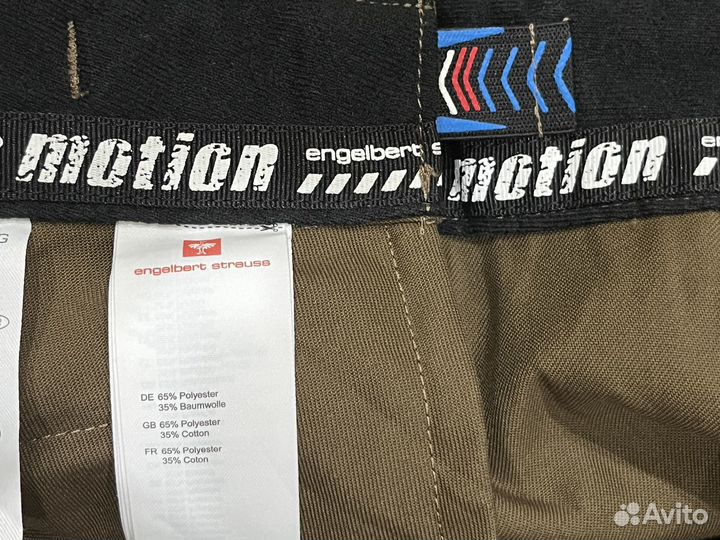 motion engelbert strauss motion
engelbert strauss
DE 65% Polyester
35% Baumwolle
GB 65% Polyester
35% Cotton
FR 65% Polyester
35% Coton
G
Avito